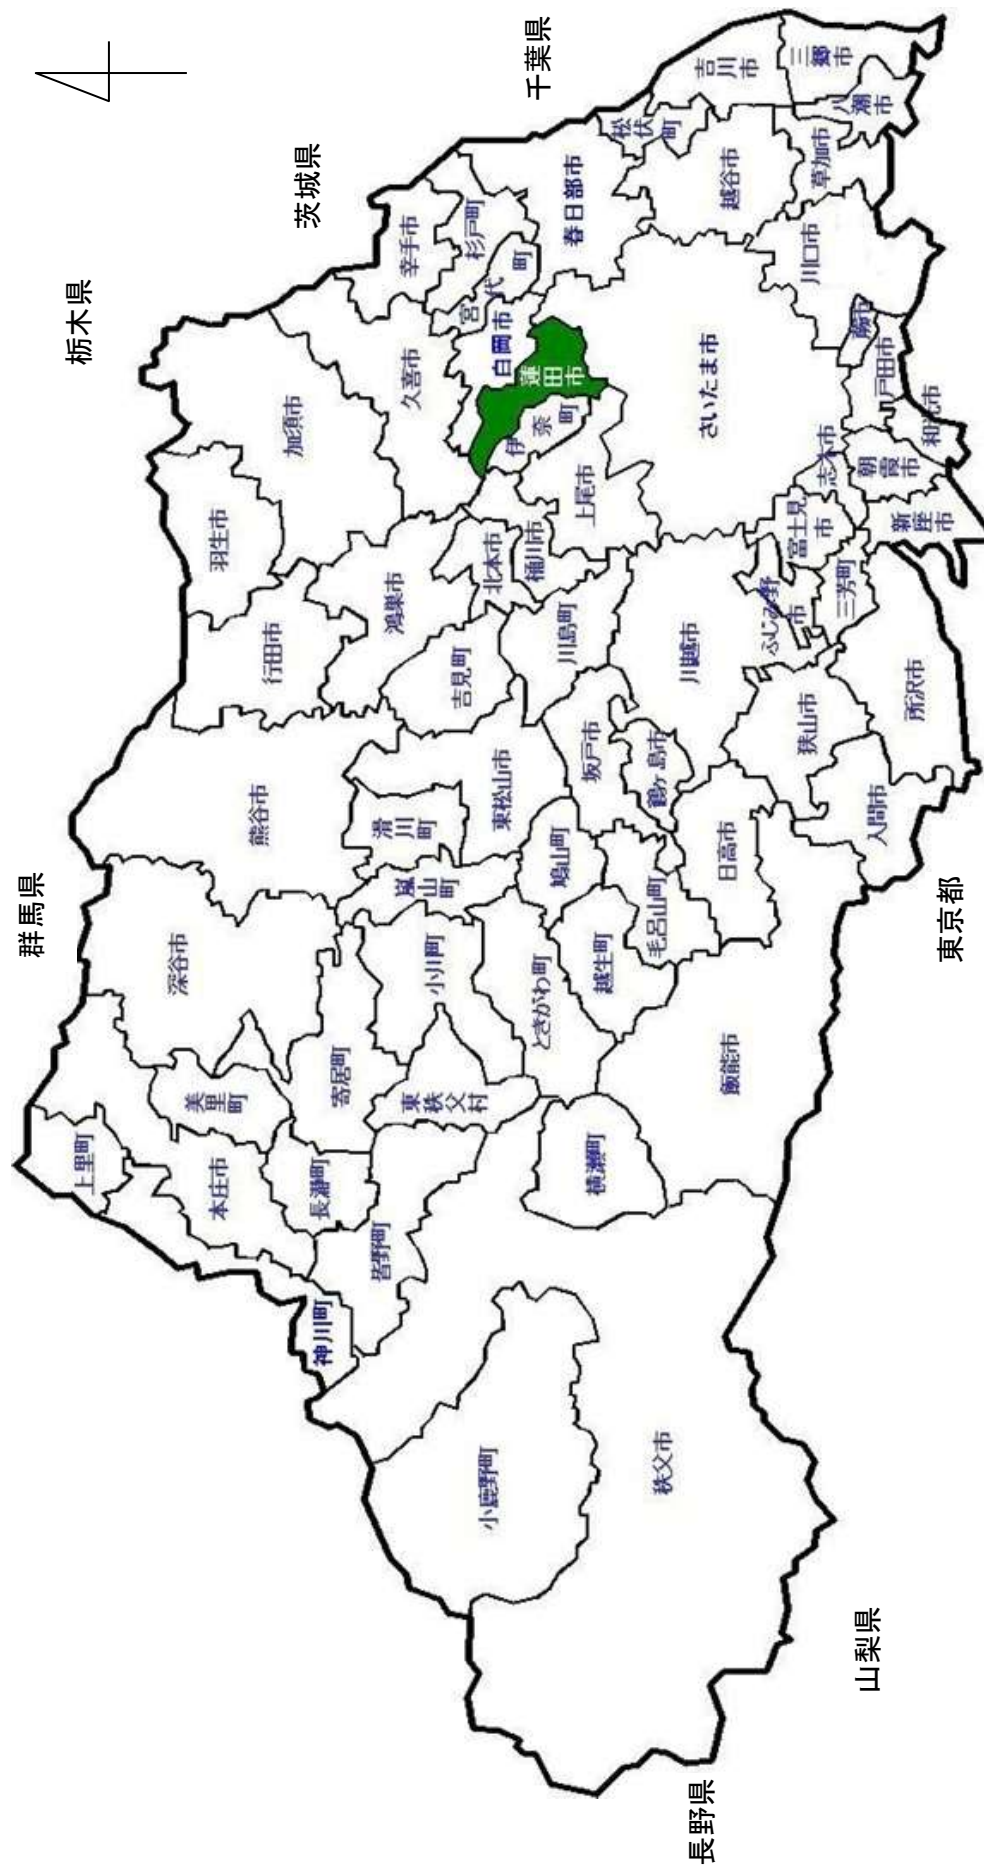 群馬県
栃木県
茨城県
千葉県
長野県
山梨県
東京都
上里町
本庄市
美里町
深谷市
神川町
長瀞町
寄居町
皆野町
東秩父村
小川町
嵐山町
滑川町
熊谷市
行田市
羽生市
加須市
鴻巣市
吉見町
東松山市
久喜市
幸手市
杉戸町
宮代町
白岡市
蓮田市
伊奈町
北本市
桶川市
上尾市
春日部市
松伏町
吉川市
三郷市
八潮市
草加市
越谷市
川口市
さいたま市
蕨市
戸田市
和光市
朝霞市
志木市
新座市
富士見市
三芳町
ふじみ野市
川越市
川島町
坂戸市
鶴ヶ島市
鳩山町
ときがわ町
越生町
毛呂山町
日高市
狭山市
所沢市
入間市
飯能市
横瀬町
小鹿野町
秩父市